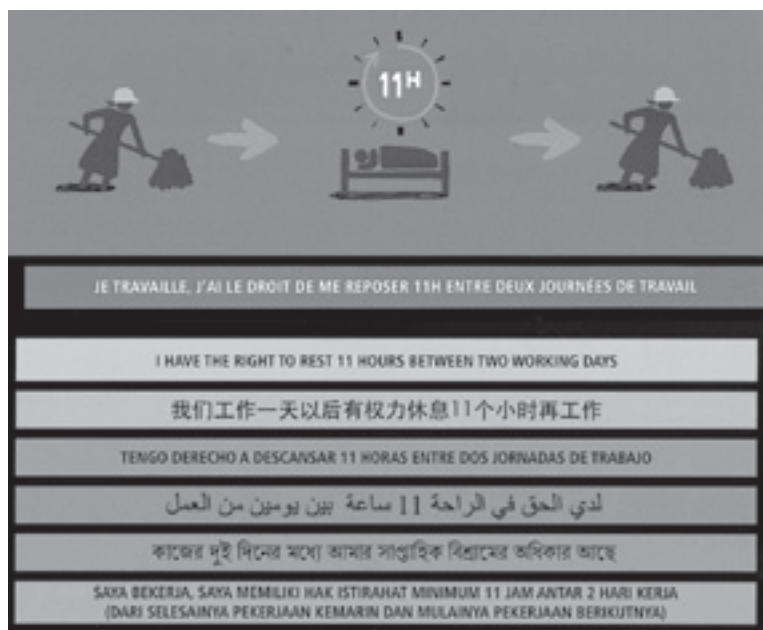 11H
JE TRAVAILLE, J'AI LE DROIT DE ME REPOSER 11H ENTRE DEUX JOURNÉES DE TRAVAIL
I HAVE THE RIGHT TO REST 11 HOURS BETWEEN TWO WORKING DAYS
我们工作一天以后有权力休息11个小时再工作
TENGO DERECHO A DESCANSAR 11 HORAS ENTRE DOS JORNADAS DE TRABAJO
لدي الحق في الراحة 11 ساعة بين يومين من العمل
কাজের দুই দিনের মধ্যে আমার সাপ্তাহিক বিশ্রামের অধিকার আছে
SAYA BEKERJA, SAYA MEMILIKI HAK ISTIRAHAT MINIMUM 11 JAM ANTAR 2 HARI KERJA
(DARI SELESAINYA PEKERJAAN KEMARIN DAN MULAINYA PEKERJAAN BERIKUTNYA)